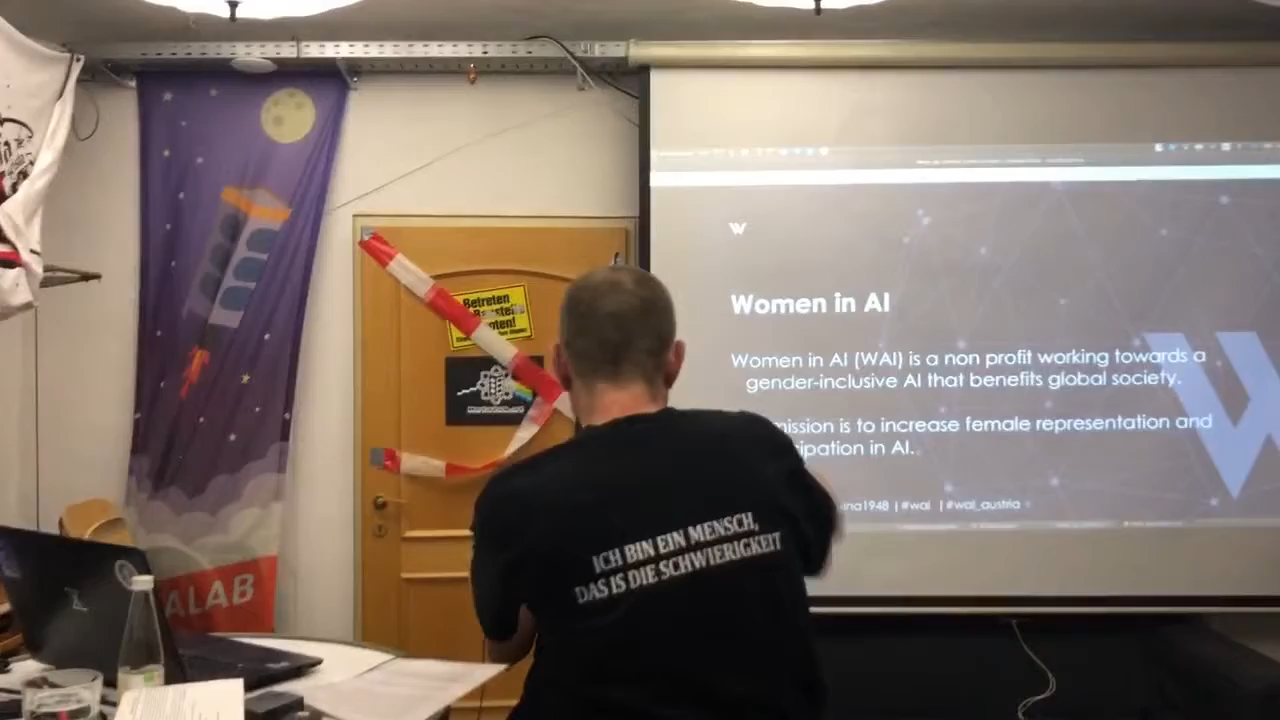 Betreten
W
Women in AI
Women in AI (WAI) is a non profit working towards a
gender-inclusive AI that benefits global society.
mission is to increase female representation and
ipation in AI.
ina1948 | #wai | #wai_austria
ICH BIN EIN MENSCH,
DAS IS DIE SCHWIERIGKEIT
ALAB